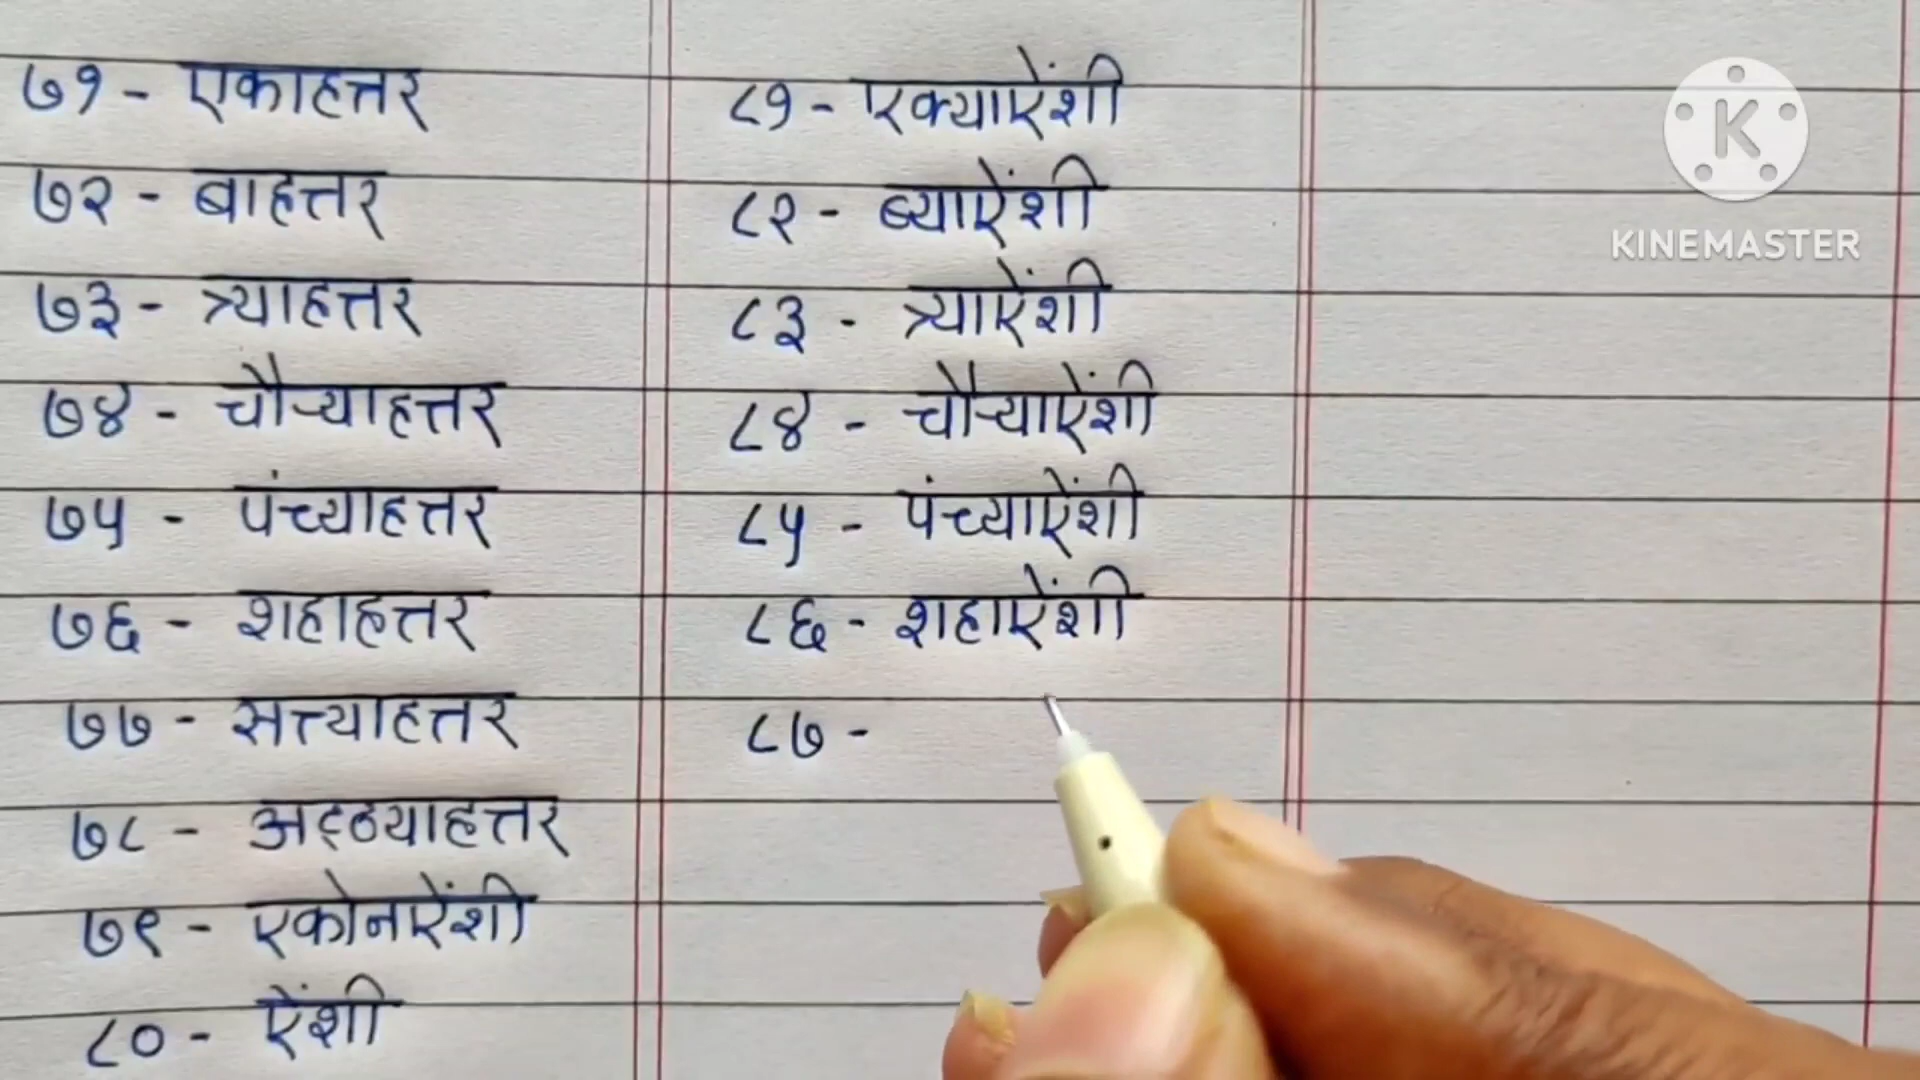 ७१ - एकाहत्तर
७२ - बाहत्तर
७३ - त्र्याहत्तर
७४ - चौऱ्याहत्तर
७५ - पंच्याहत्तर
७६ - शहाहत्तर
७७ - सत्त्याहत्तर
७८ - अठ्ठ्याहत्तर
७९ - एकोनऐंशी
८० - ऐंशी
८१ - एक्याऐंशी
८२ - ब्याऐंशी
८३ - त्र्याऐंशी
८४ - चौऱ्याऐंशी
८५ - पंच्याऐंशी
८६ - शहाऐंशी
८७ -
K
KINEMASTER